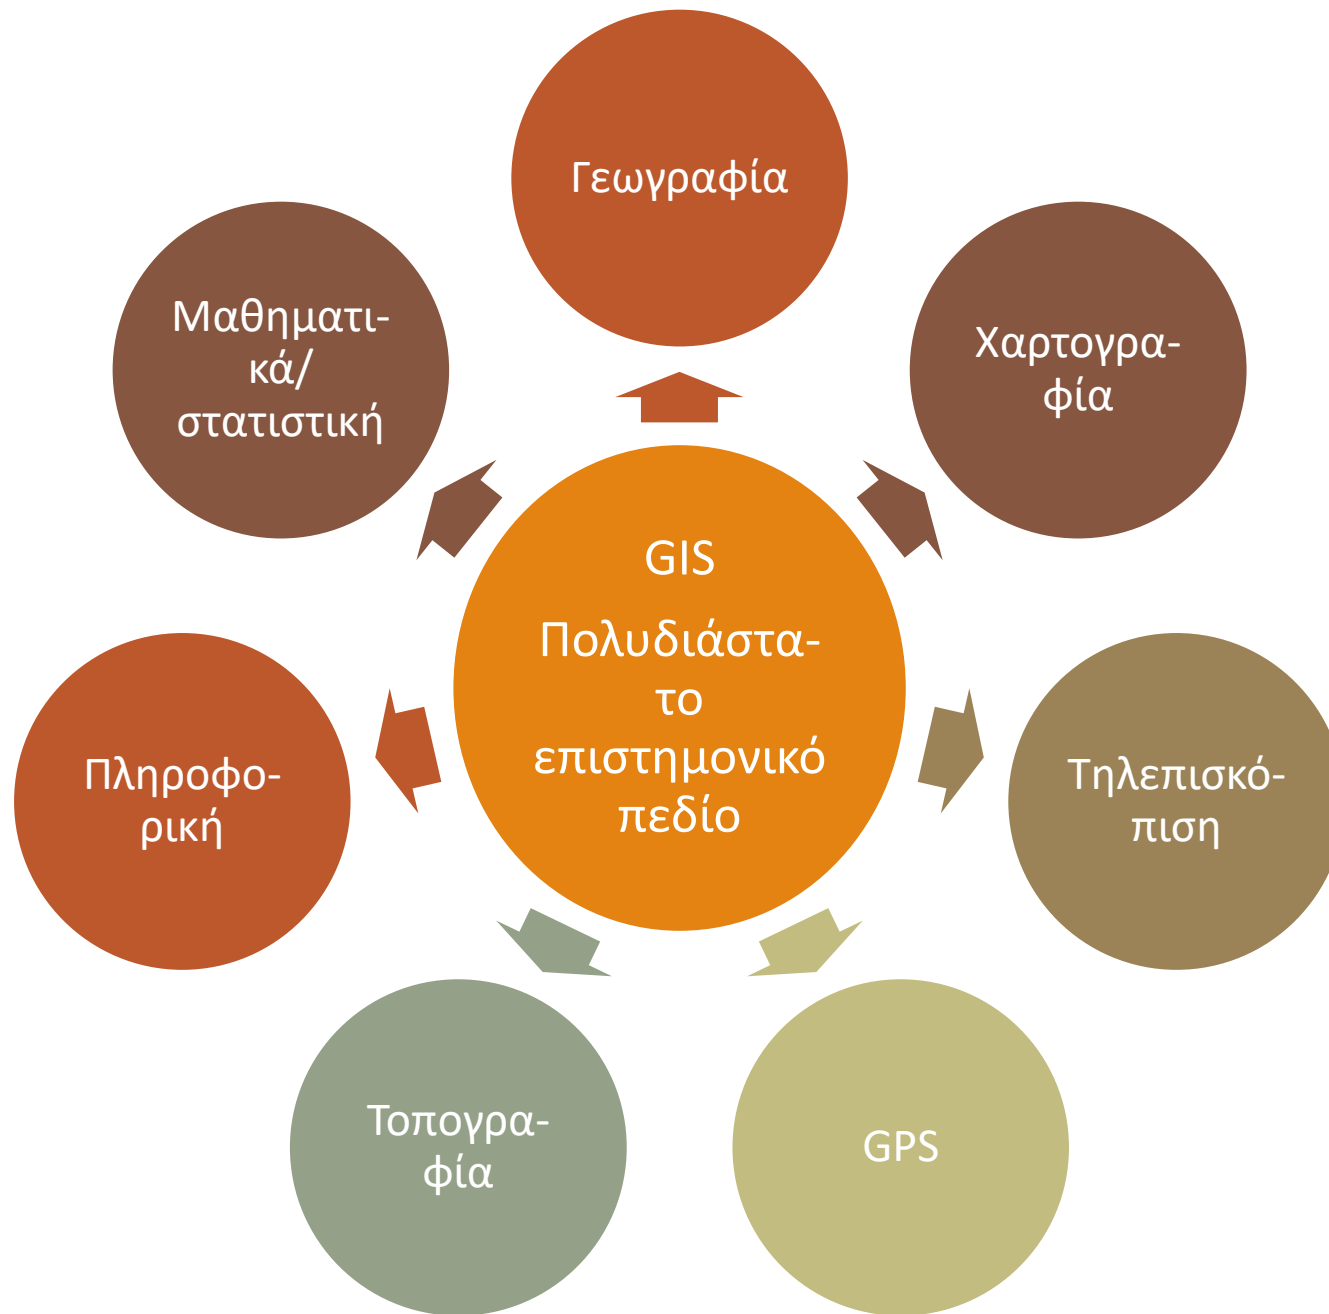 Γεωγραφία
Μαθηματι-
κά/
στατιστική
Χαρτογρα-
φία
GIS
Πολυδιάστα-
το
επιστημονικό
πεδίο
Πληροφο-
ρική
Τηλεπισκό-
πιση
Τοπογρα-
φία
GPS